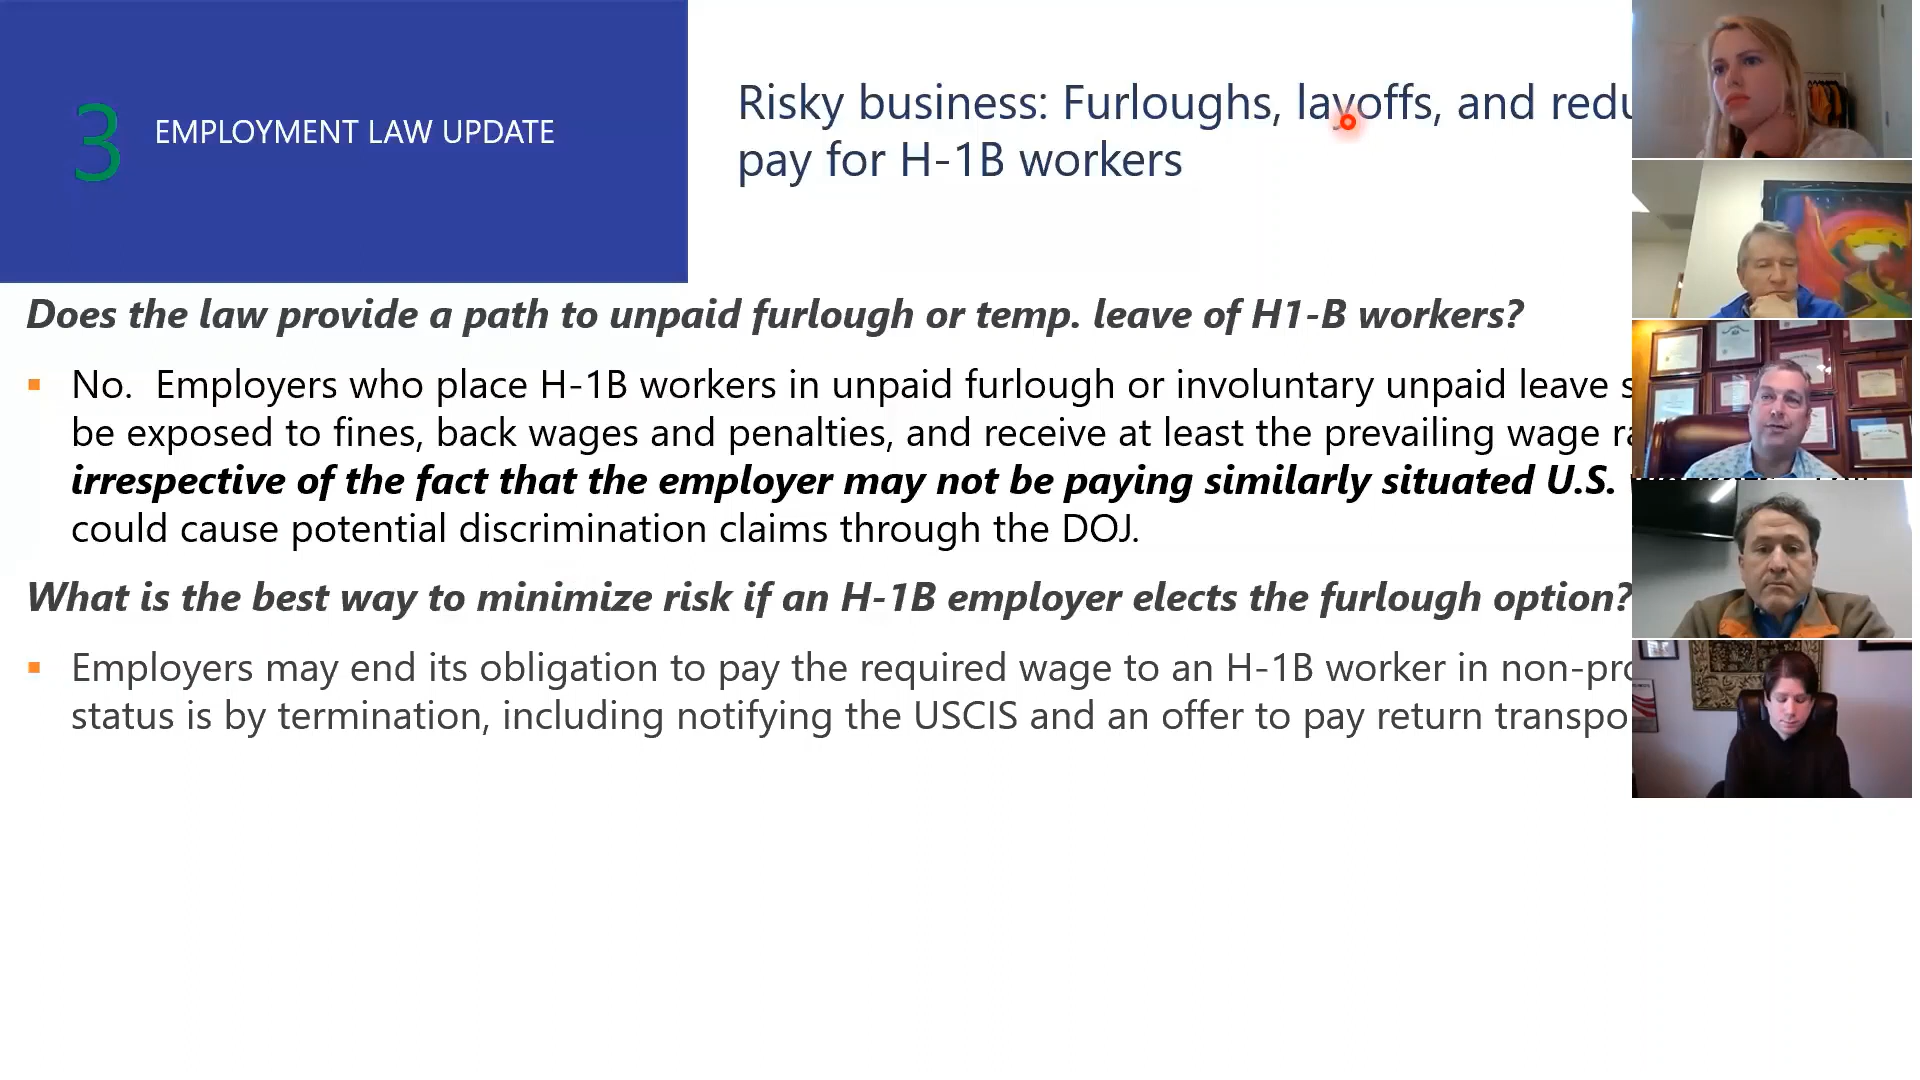 3 EMPLOYMENT LAW UPDATE
Risky business: Furloughs, layoffs, and redu
pay for H-1B workers
Does the law provide a path to unpaid furlough or temp. leave of H1-B workers?
▪ No. Employers who place H-1B workers in unpaid furlough or involuntary unpaid leave s
be exposed to fines, back wages and penalties, and receive at least the prevailing wage ra
irrespective of the fact that the employer may not be paying similarly situated U.S.
could cause potential discrimination claims through the DOJ.
What is the best way to minimize risk if an H-1B employer elects the furlough option?
▪ Employers may end its obligation to pay the required wage to an H-1B worker in non-pro
status is by termination, including notifying the USCIS and an offer to pay return transpo